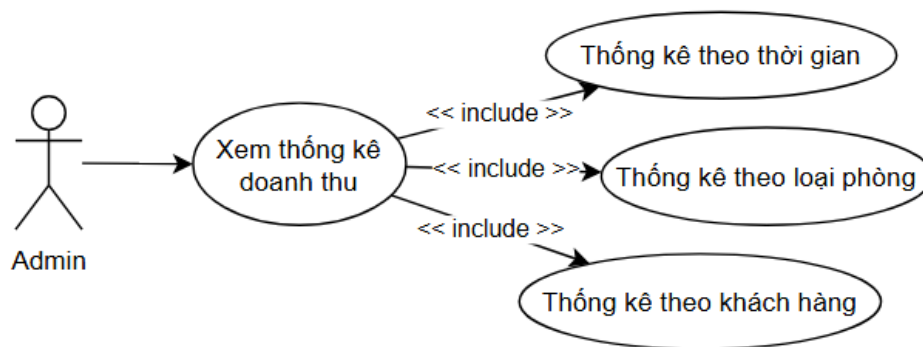 Thống kê theo thời gian
<< include >>
Xem thống kê
doanh thu
<< include >>
Thống kê theo loại phòng
<< include >>
Admin
Thống kê theo khách hàng